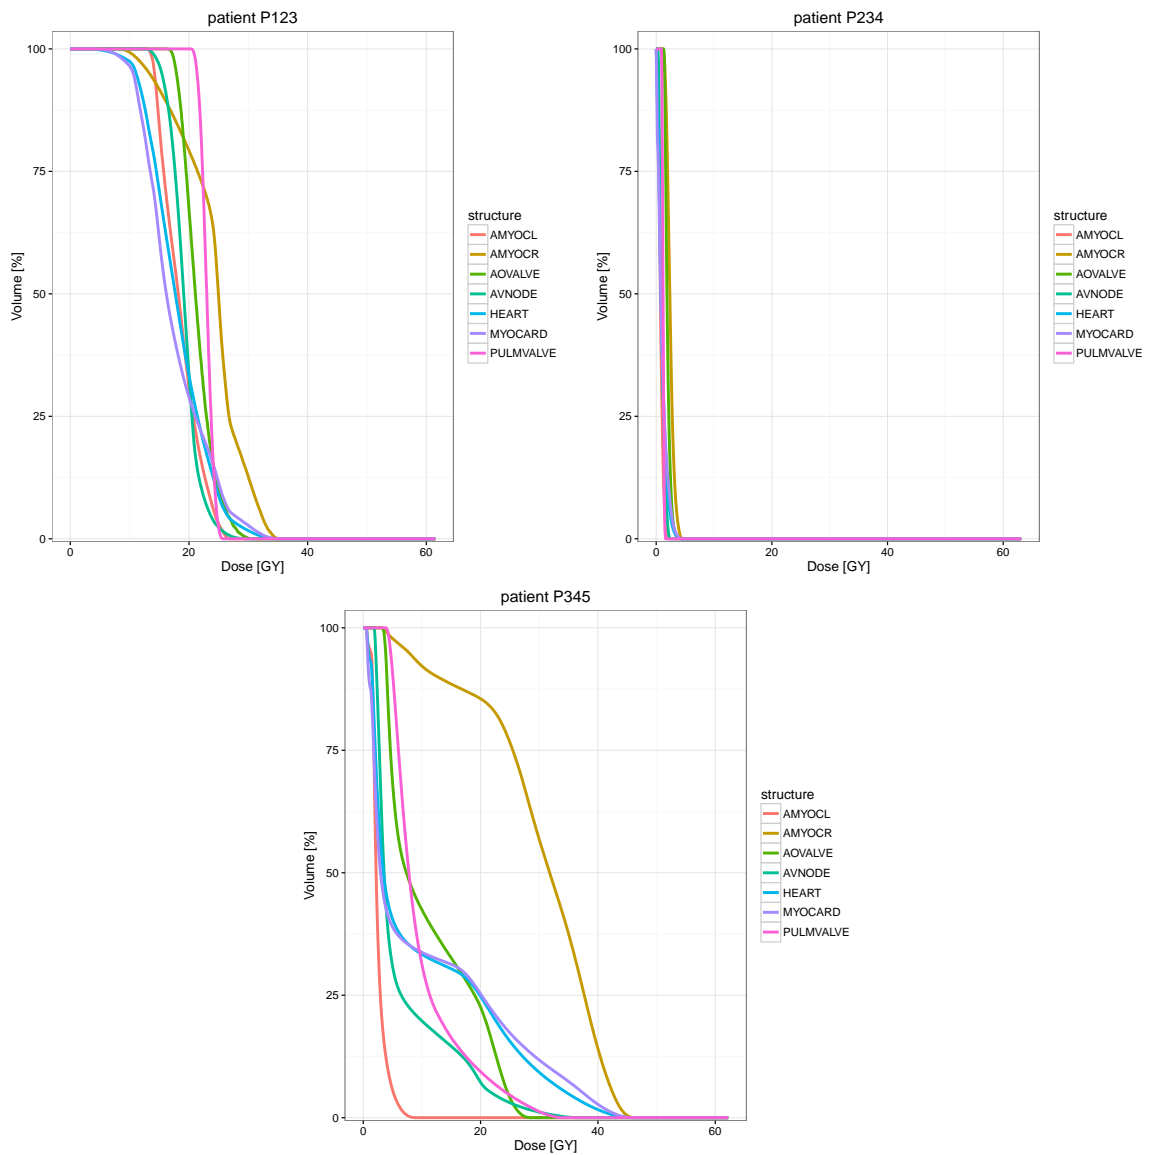 patient P123
Volume [%]
100
75
50
25
0
0 20 40 60
Dose [GY]
structure
AMYOCL
AMYOCR
AOVALVE
AVNODE
HEART
MYOCARD
PULMVALVE
patient P234
Volume [%]
100
75
50
25
0
0 20 40 60
Dose [GY]
structure
AMYOCL
AMYOCR
AOVALVE
AVNODE
HEART
MYOCARD
PULMVALVE
patient P345
Volume [%]
100
75
50
25
0
0 20 40 60
Dose [GY]
structure
AMYOCL
AMYOCR
AOVALVE
AVNODE
HEART
MYOCARD
PULMVALVE